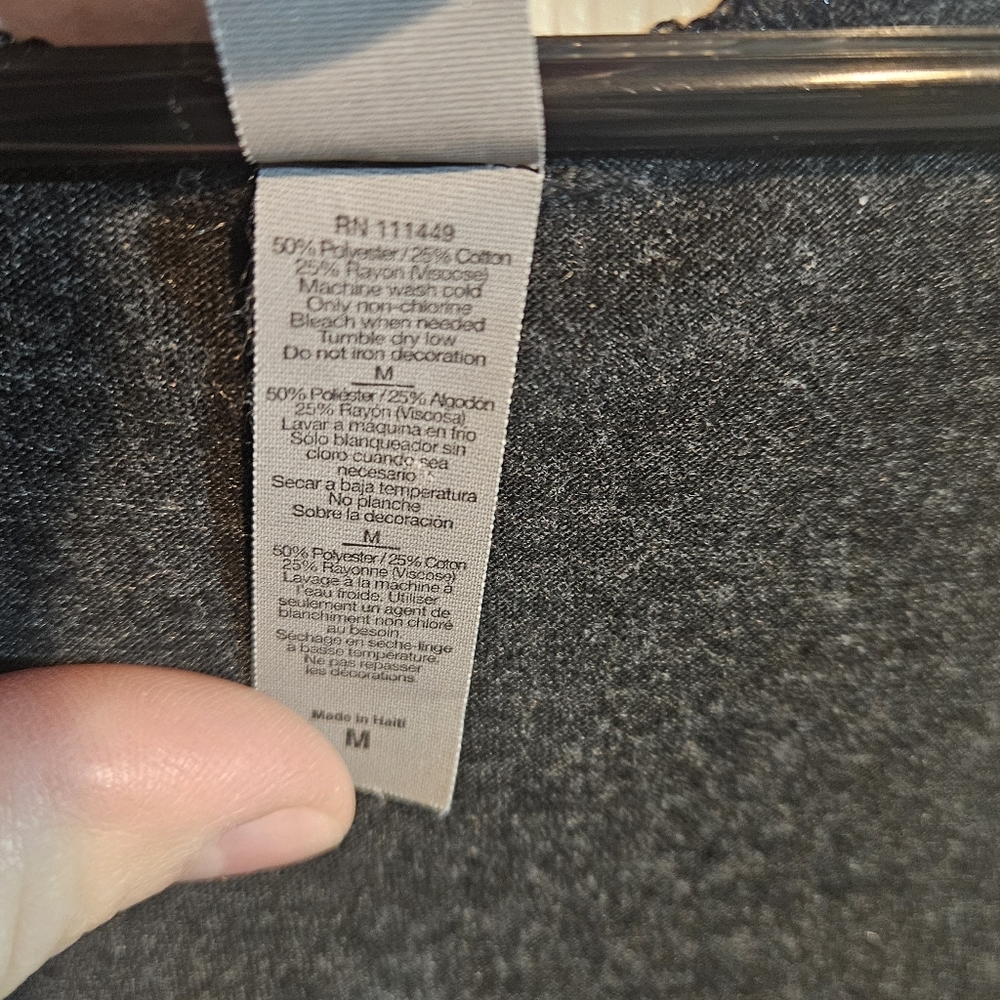 RN 111449
50% Polyester / 25% Cotton
25% Rayon (Viscose)
Machine wash cold
Only non-chlorine
Bleach when needed
Tumble dry low
Do not iron decoration
M
50% Poliéster / 25% Algodón
25% Rayón (Viscosa)
Lavar a máquina en frío
Sólo blanqueador sin
cloro cuando sea
necesario
Secar a baja temperatura
No planche
Sobre la decoración
M
50% Polyester / 25% Coton
25% Rayonne (Viscose)
Lavage à la machine à
l'eau froide. Utiliser
seulement un agent de
blanchiment non chloré
au besoin.
Séchage en sèche-linge
à basse température.
Ne pas repasser
les décorations.
Made in Haiti
M